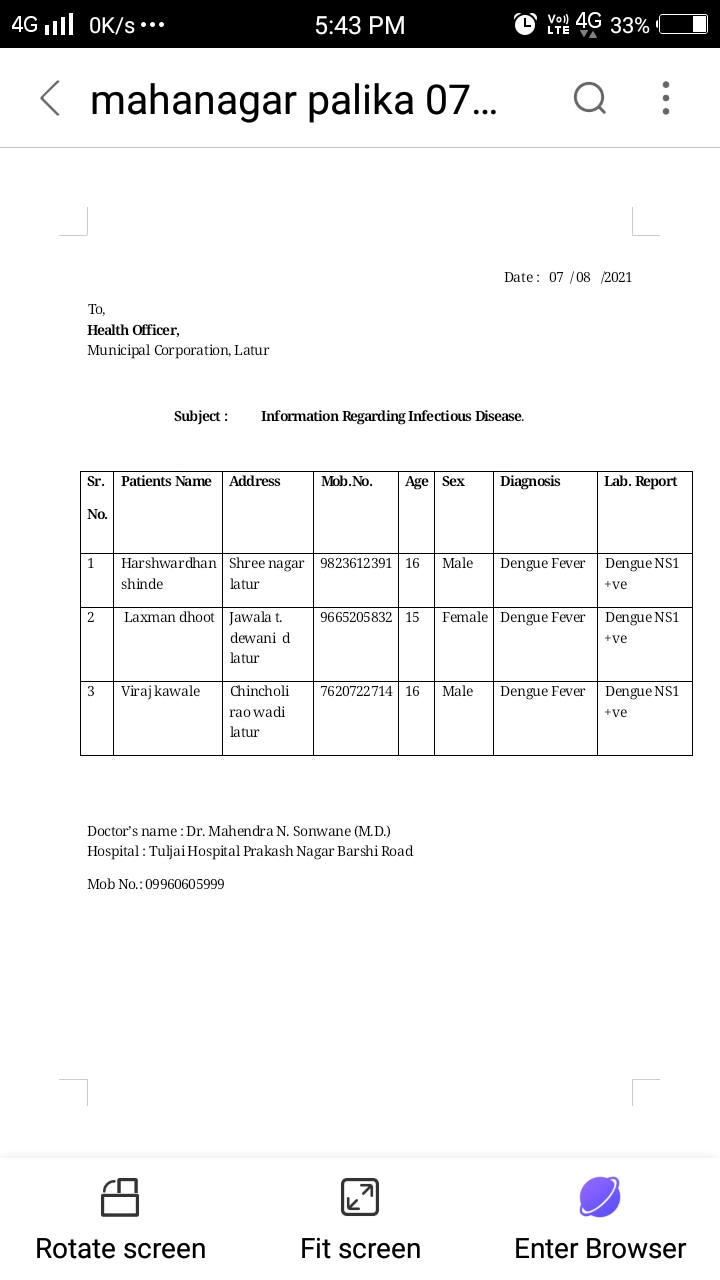 4G 0K/s ••• 5:43 PM Vo)) LTE 4G 33%
mahanagar palika 07...
Date : 07 / 08 /2021
To,
Health Officer,
Municipal Corporation, Latur
Subject : Information Regarding Infectious Disease.
Sr. No. Patients Name Address Mob.No. Age Sex Diagnosis Lab. Report
1 Harshwardhan shinde Shree nagar latur 9823612391 16 Male Dengue Fever Dengue NS1 +ve
2 Laxman dhoot Jawala t. dewani d latur 9665205832 15 Female Dengue Fever Dengue NS1 +ve
3 Viraj kawale Chincholi rao wadi latur 7620722714 16 Male Dengue Fever Dengue NS1 +ve
Doctor's name : Dr. Mahendra N. Sonwane (M.D.)
Hospital : Tuljai Hospital Prakash Nagar Barshi Road
Mob No.: 09960605999
Rotate screen Fit screen Enter Browser